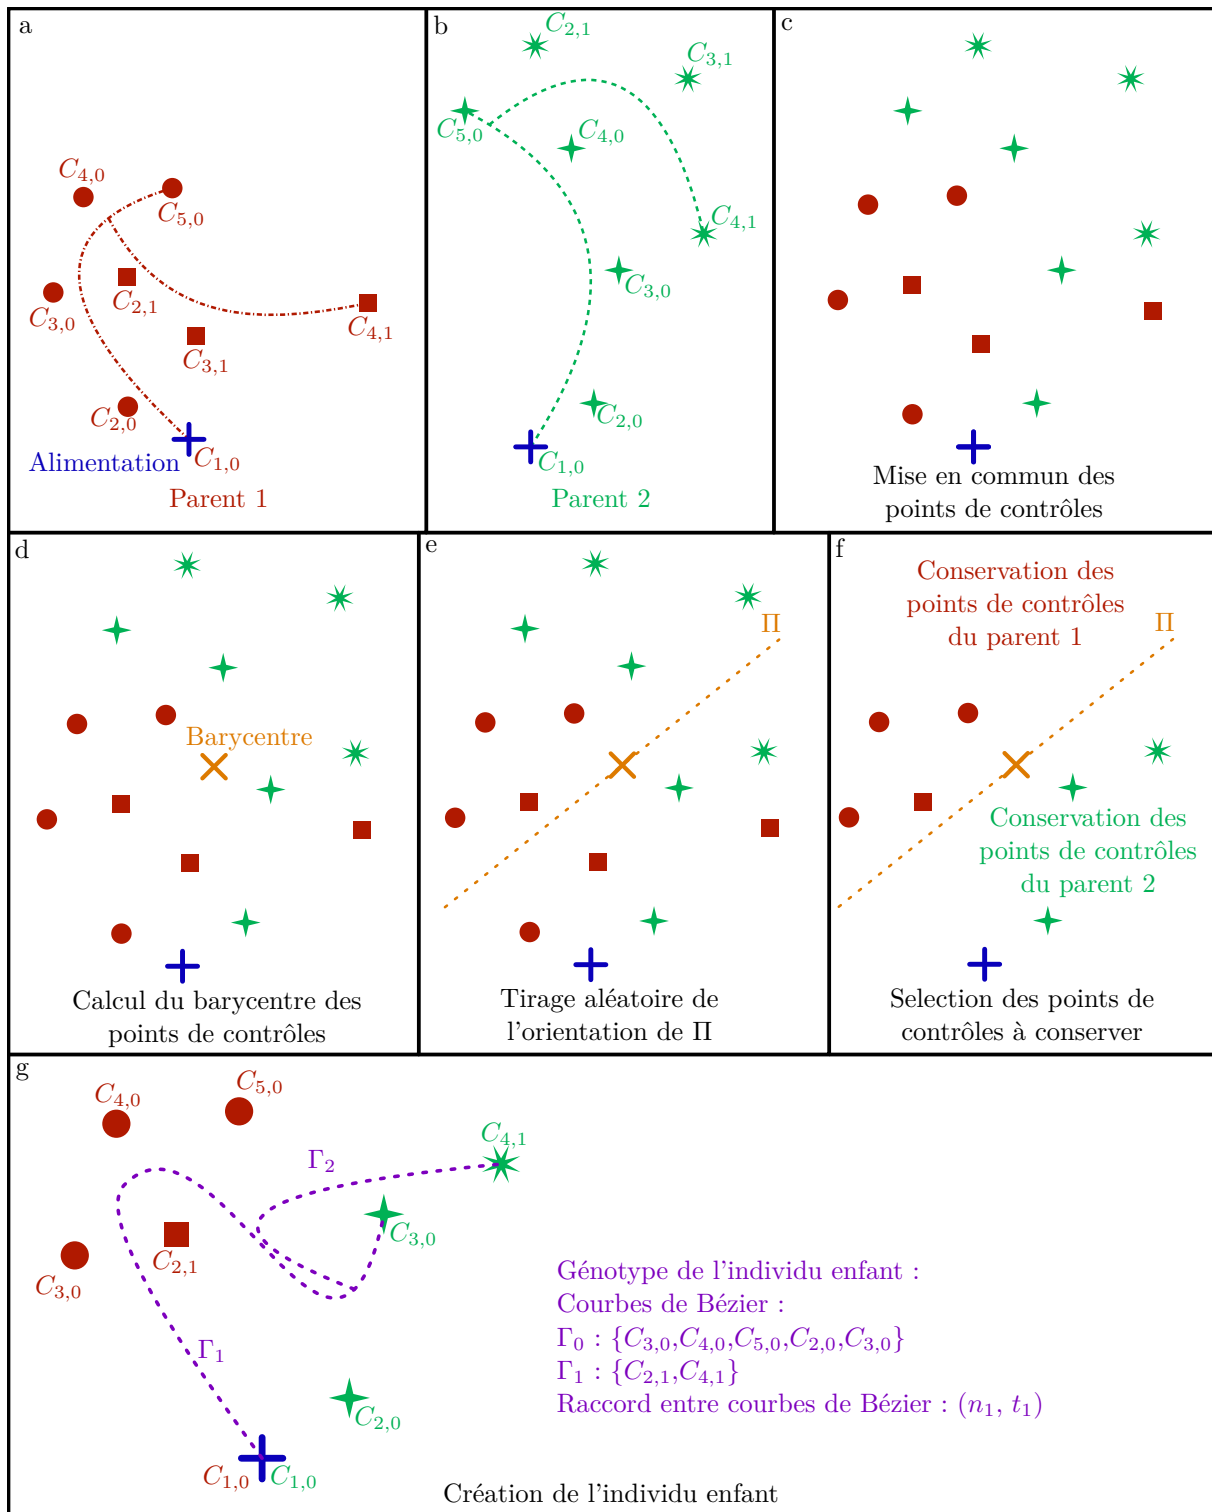 a
C4,0
C5,0
C3,0
C2,1
C4,1
C3,1
C2,0
Alimentation
C1,0
Parent 1
b
C2,1
C3,1
C5,0
C4,0
C4,1
C3,0
C2,0
C1,0
Parent 2
c
Mise en commun des
points de contrôles
d
Barycentre
Calcul du barycentre des
points de contrôles
e
Π
Tirage aléatoire de
l'orientation de Π
f
Conservation des
points de contrôles
du parent 1
Π
Conservation des
points de contrôles
du parent 2
Selection des points de
contrôles à conserver
g
C4,0
C5,0
C4,1
Γ2
C3,0
C2,1
C3,0
Γ1
C2,0
C1,0
C1,0
Génotype de l'individu enfant :
Courbes de Bézier :
Γ0 : {C3,0,C4,0,C5,0,C2,0,C3,0}
Γ1 : {C2,1,C4,1}
Raccord entre courbes de Bézier : (n1, t1)
Création de l'individu enfant